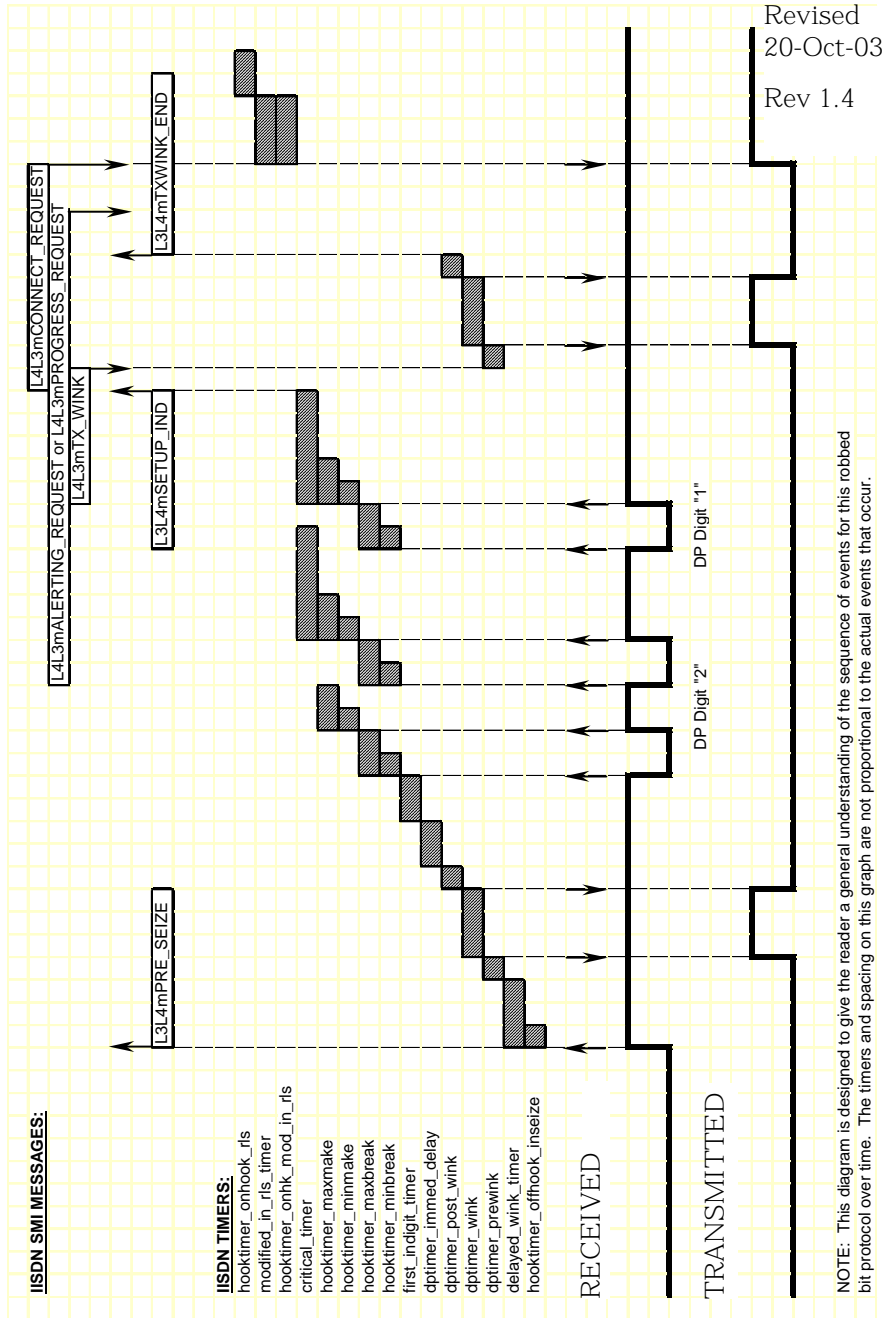 Revised
20-Oct-03
Rev 1.4
IISDN SMI MESSAGES:
L4L3mCONNECT_REQUEST
L4L3mALERTING_REQUEST or L4L3mPROGRESS_REQUEST
L4L3mTX_WINK
L3L4mPRE_SEIZE
L3L4mSETUP_IND
L3L4mTXWINK_END
IISDN TIMERS:
hooktimer_onhook_rls
modified_in_rls_timer
hooktimer_onhk_mod_in_rls
critical_timer
hooktimer_maxmake
hooktimer_minmake
hooktimer_maxbreak
hooktimer_minbreak
first_indigit_timer
dptimer_immed_delay
dptimer_post_wink
dptimer_wink
dptimer_prewink
delayed_wink_timer
hooktimer_offhook_inseize
RECEIVED
DP Digit "2"
DP Digit "1"
TRANSMITTED
NOTE: This diagram is designed to give the reader a general understanding of the sequence of events for this robbed
bit protocol over time. The timers and spacing on this graph are not proportional to the actual events that occur.